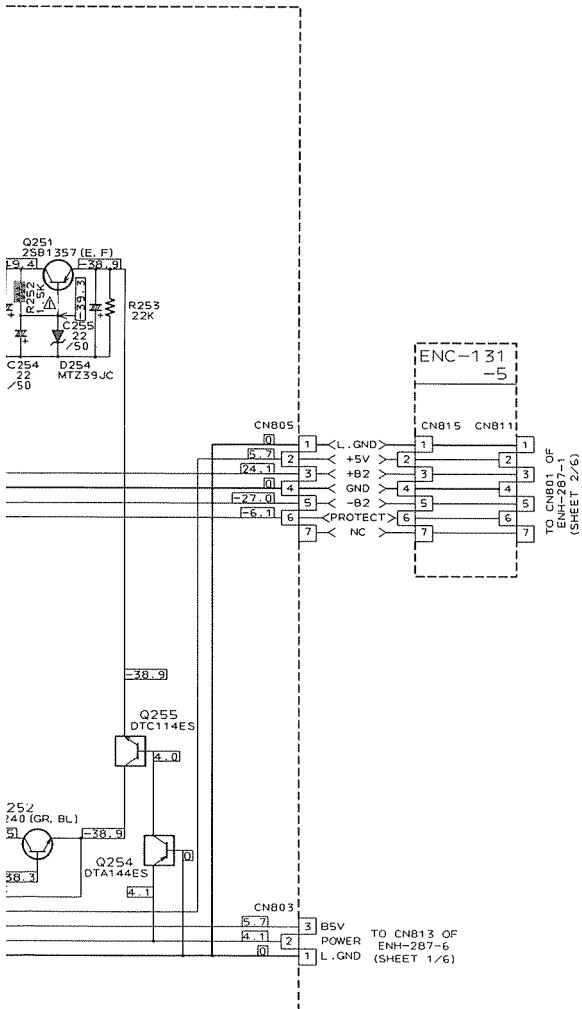 Q251
2SB1357 (E, F)
49.4
-38.9
R252
1.5K
-39.3
R253
22K
C255
22
/50
C254
22
/50
D254
MTZ39JC
ENC-131
-5
CN805
CN815 CN811
0 1 L.GND 1 1
5.7 2 +5V 2 2
24.1 3 +B2 3 3
0 4 GND 4 4
-27.0 5 -B2 5 5
-6.1 6 PROTECT 6 6
7 NC 7 7
TO CN801 OF
ENH-287-1
(SHEET 2/6)
-38.9
Q255
DTC114ES
4.0
252
240 (GR, BL)
-38.9
38.3
Q254
DTA144ES
0
4.1
CN803
5.7 3 B5V
4.1 2 POWER
0 1 L.GND
TO CN813 OF
ENH-287-6
(SHEET 1/6)